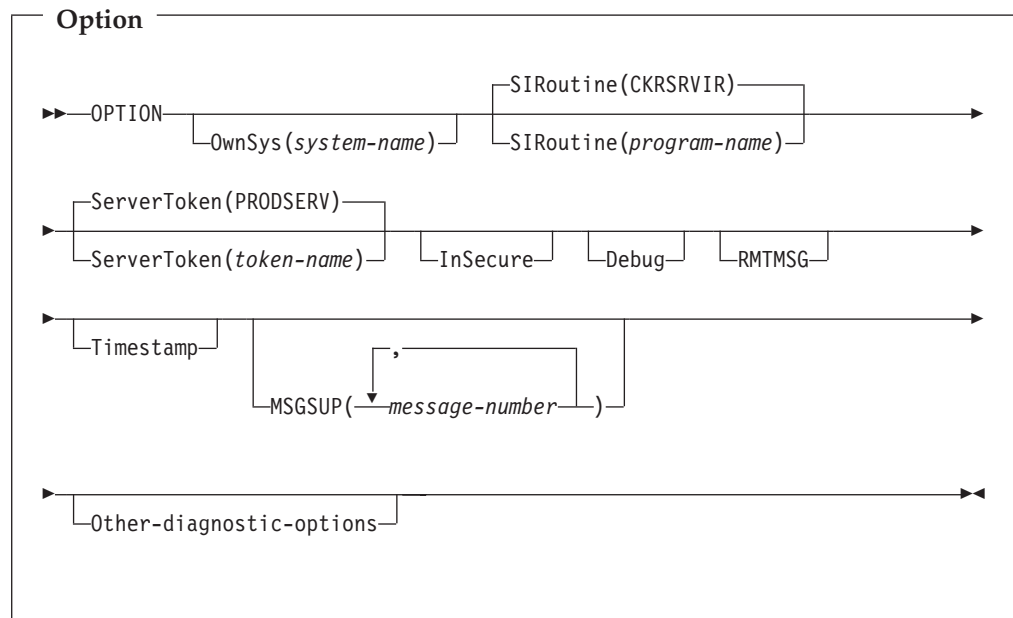 Option
SIRoutine(CKRSRVIR)
OPTION
OwnSys(system-name)
SIRoutine(program-name)
ServerToken(PRODSERV)
ServerToken(token-name)
InSecure
Debug
RMTMSG
Timestamp
,
MSGSUP(message-number)
Other-diagnostic-options